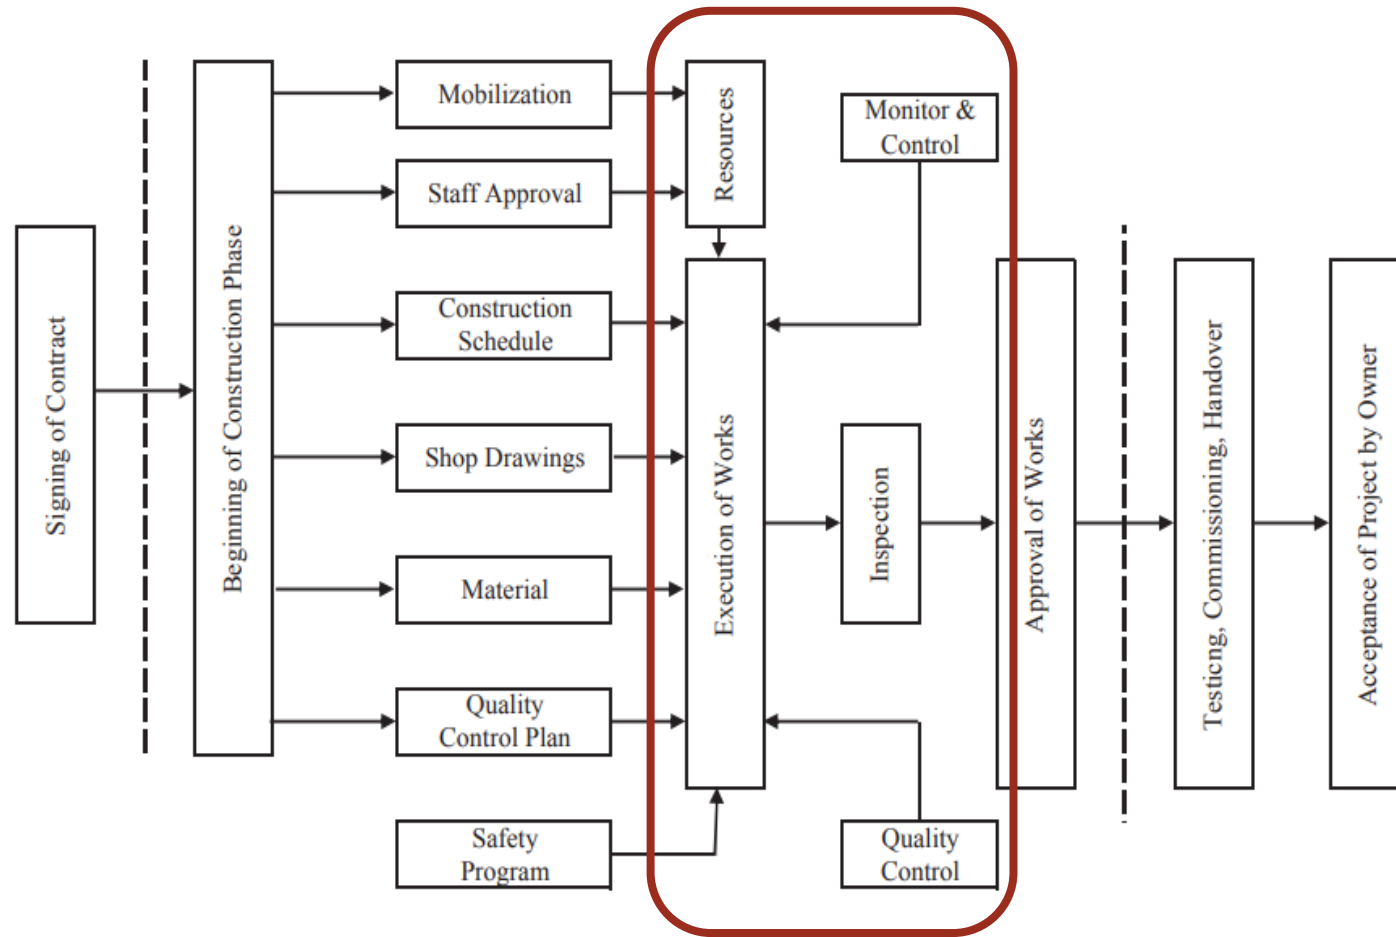 Signing of Contract
Beginning of Construction Phase
Mobilization
Staff Approval
Construction
Schedule
Shop Drawings
Material
Quality
Control Plan
Safety
Program
Resources
Execution of Works
Monitor &
Control
Inspection
Quality
Control
Approval of Works
Testicng, Commissioning, Handover
Acceptance of Project by Owner